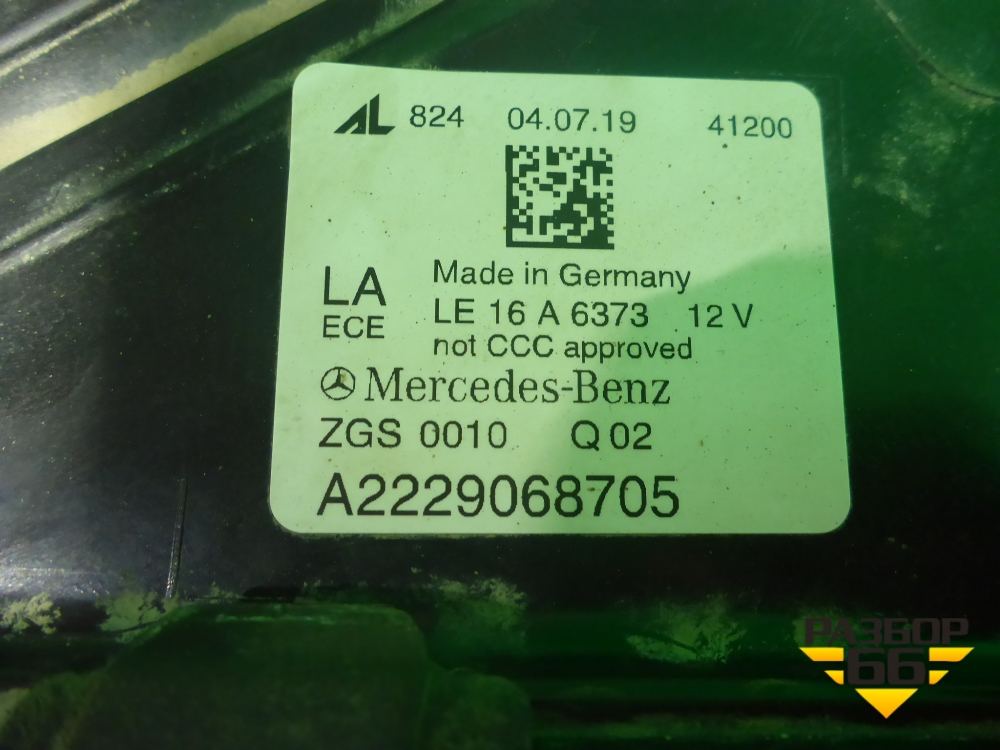 AL 824 04.07.19 41200
LA
ECE
Made in Germany
LE 16 A 6373 12 V
not CCC approved
Mercedes-Benz
ZGS 0010 Q 02
A2229068705
РАЗБОР
66